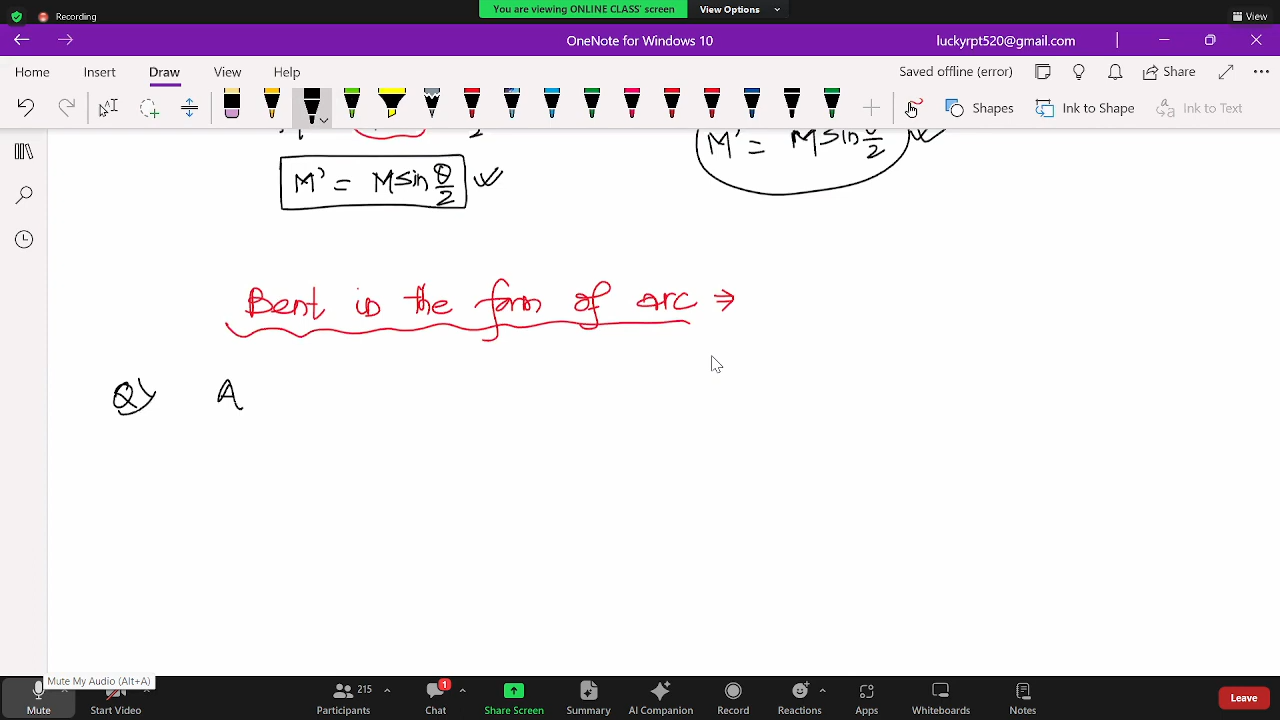 Recording
You are viewing ONLINE CLASS' screen
View Options
View
OneNote for Windows 10
luckyrpt520@gmail.com
Home Insert Draw View Help
Saved offline (error)
Share
Shapes
Ink to Shape
Ink to Text
M' = M sin θ/2
M' = M sin θ/2
Bent in the form of arc →
Q) A
Mute My Audio (Alt+A)
Mute
Start Video
215
Participants
1
Chat
Share Screen
Summary
AI Companion
Record
Reactions
Apps
Whiteboards
Notes
Leave